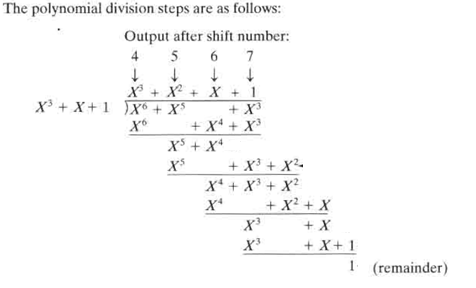 The polynomial division steps are as follows:
Output after shift number:
4 5 6 7
↓ ↓ ↓ ↓
X³ + X² + X + 1
X³ + X + 1 )X⁶ + X⁵ + X³
X⁶ + X⁴ + X³
X⁵ + X⁴
X⁵ + X³ + X²
X⁴ + X³ + X²
X⁴ + X² + X
X³ + X
X³ + X + 1
1 (remainder)